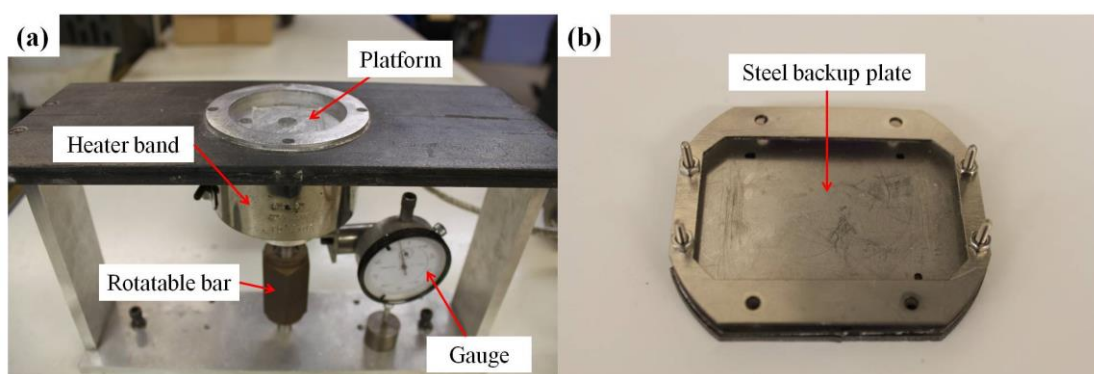 (a)
Platform
Heater band
Rotatable bar
Gauge
(b)
Steel backup plate